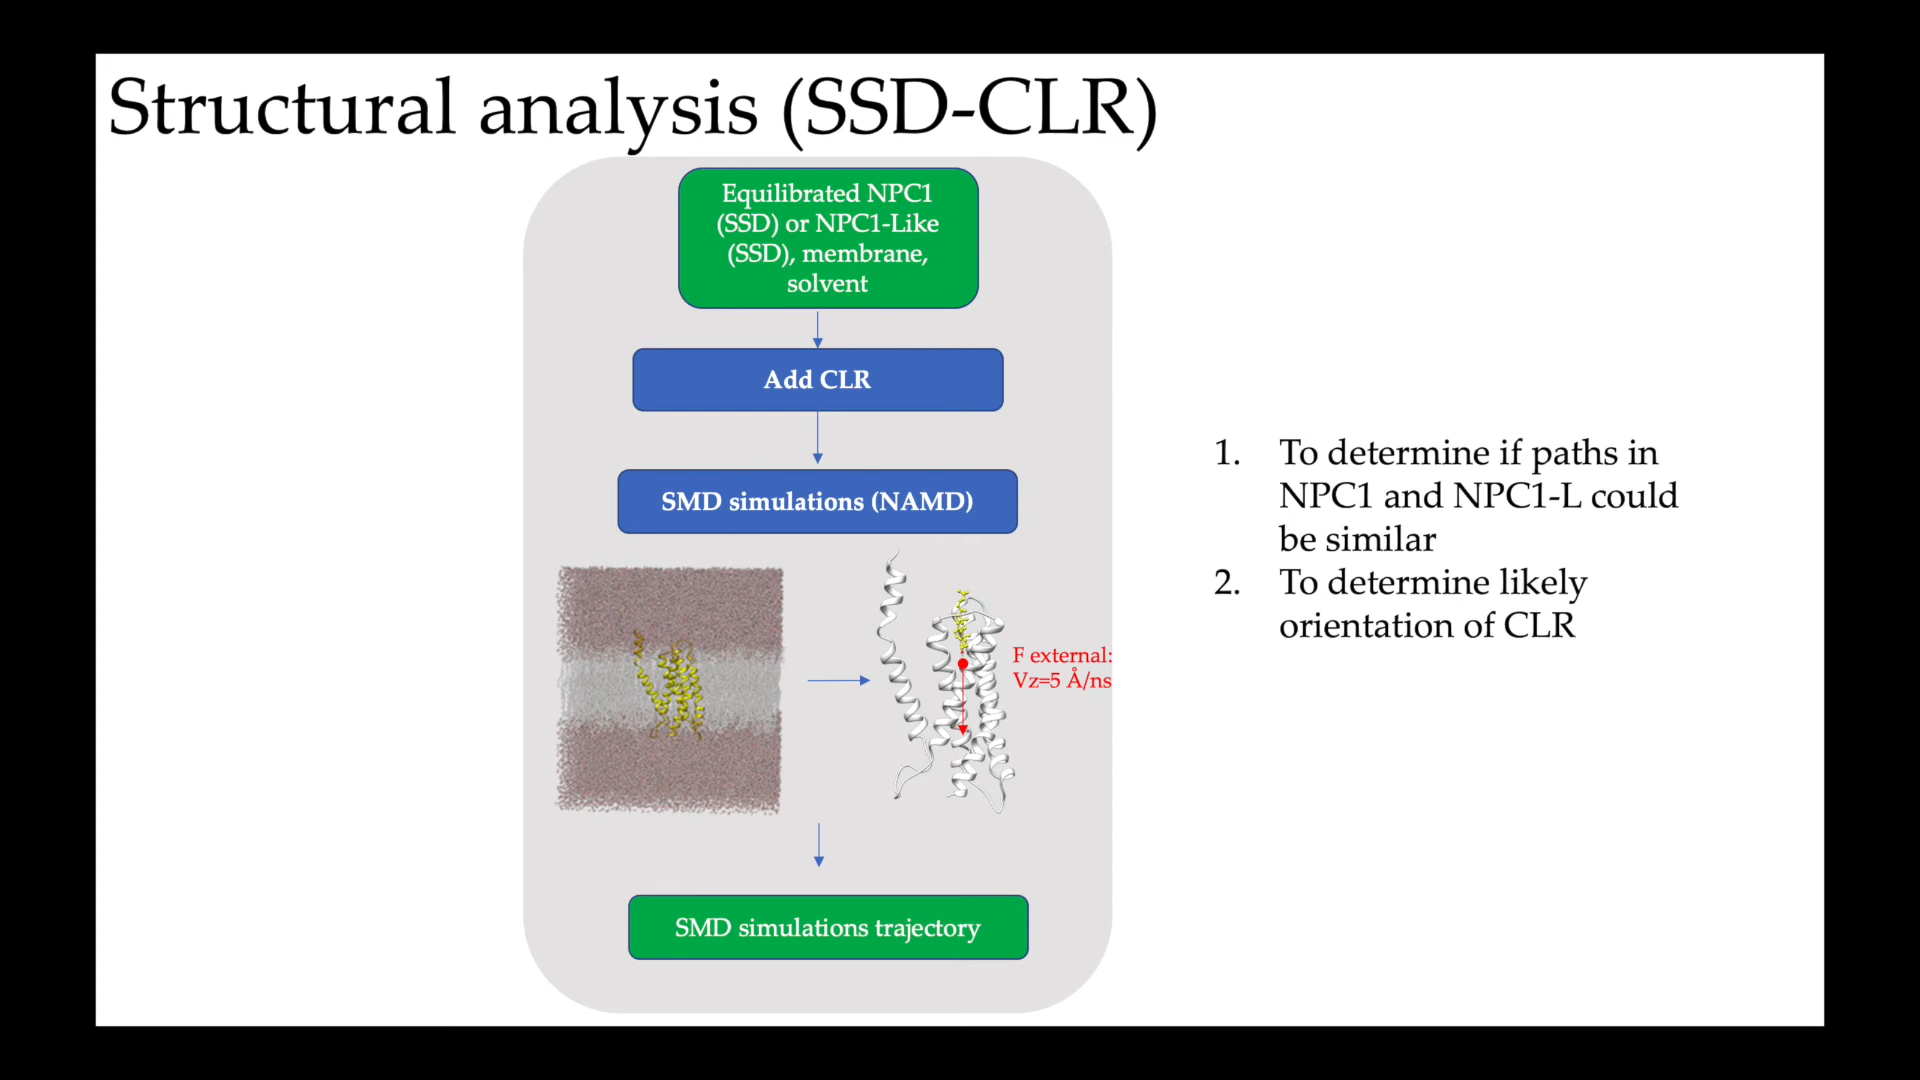 Structural analysis (SSD-CLR)
Equilibrated NPC1
(SSD) or NPC1-Like
(SSD), membrane,
solvent
Add CLR
SMD simulations (NAMD)
F external:
Vz=5 Å/ns
SMD simulations trajectory
1. To determine if paths in
NPC1 and NPC1-L could
be similar
2. To determine likely
orientation of CLR